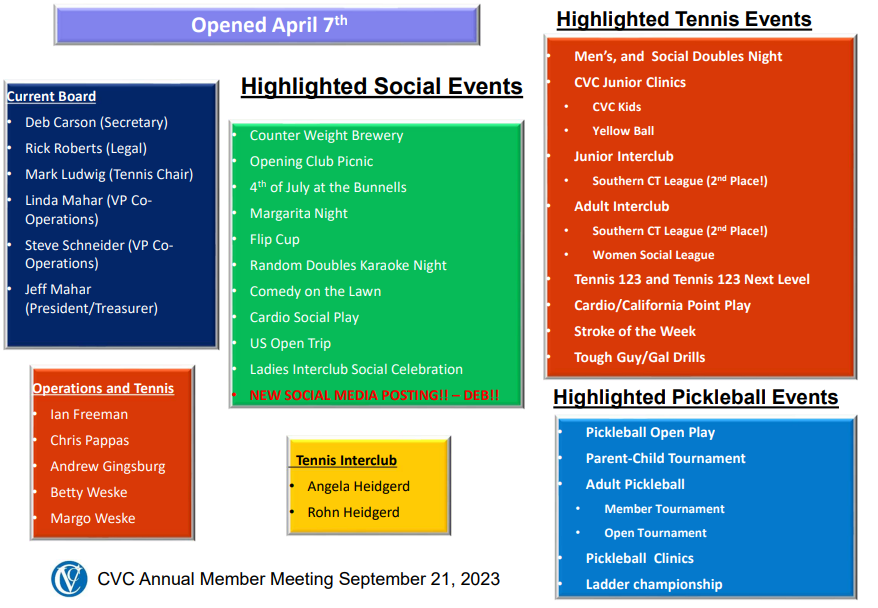 Opened April 7th
Highlighted Tennis Events
Men's, and Social Doubles Night
CVC Junior Clinics
CVC Kids
Yellow Ball
Junior Interclub
Southern CT League (2nd Place!)
Adult Interclub
Southern CT League (2nd Place!)
Women Social League
Tennis 123 and Tennis 123 Next Level
Cardio/California Point Play
Stroke of the Week
Tough Guy/Gal Drills
Current Board
Deb Carson (Secretary)
Rick Roberts (Legal)
Mark Ludwig (Tennis Chair)
Linda Mahar (VP Co-
Operations)
Steve Schneider (VP Co-
Operations)
Jeff Mahar
(President/Treasurer)
Highlighted Social Events
Counter Weight Brewery
Opening Club Picnic
4th of July at the Bunnells
Margarita Night
Flip Cup
Random Doubles Karaoke Night
Comedy on the Lawn
Cardio Social Play
US Open Trip
Ladies Interclub Social Celebration
NEW SOCIAL MEDIA POSTING!! – DEB!!
Operations and Tennis
Ian Freeman
Chris Pappas
Andrew Gingsburg
Betty Weske
Margo Weske
Tennis Interclub
Angela Heidgerd
Rohn Heidgerd
Highlighted Pickleball Events
Pickleball Open Play
Parent-Child Tournament
Adult Pickleball
Member Tournament
Open Tournament
Pickleball Clinics
Ladder championship
CVC Annual Member Meeting September 21, 2023